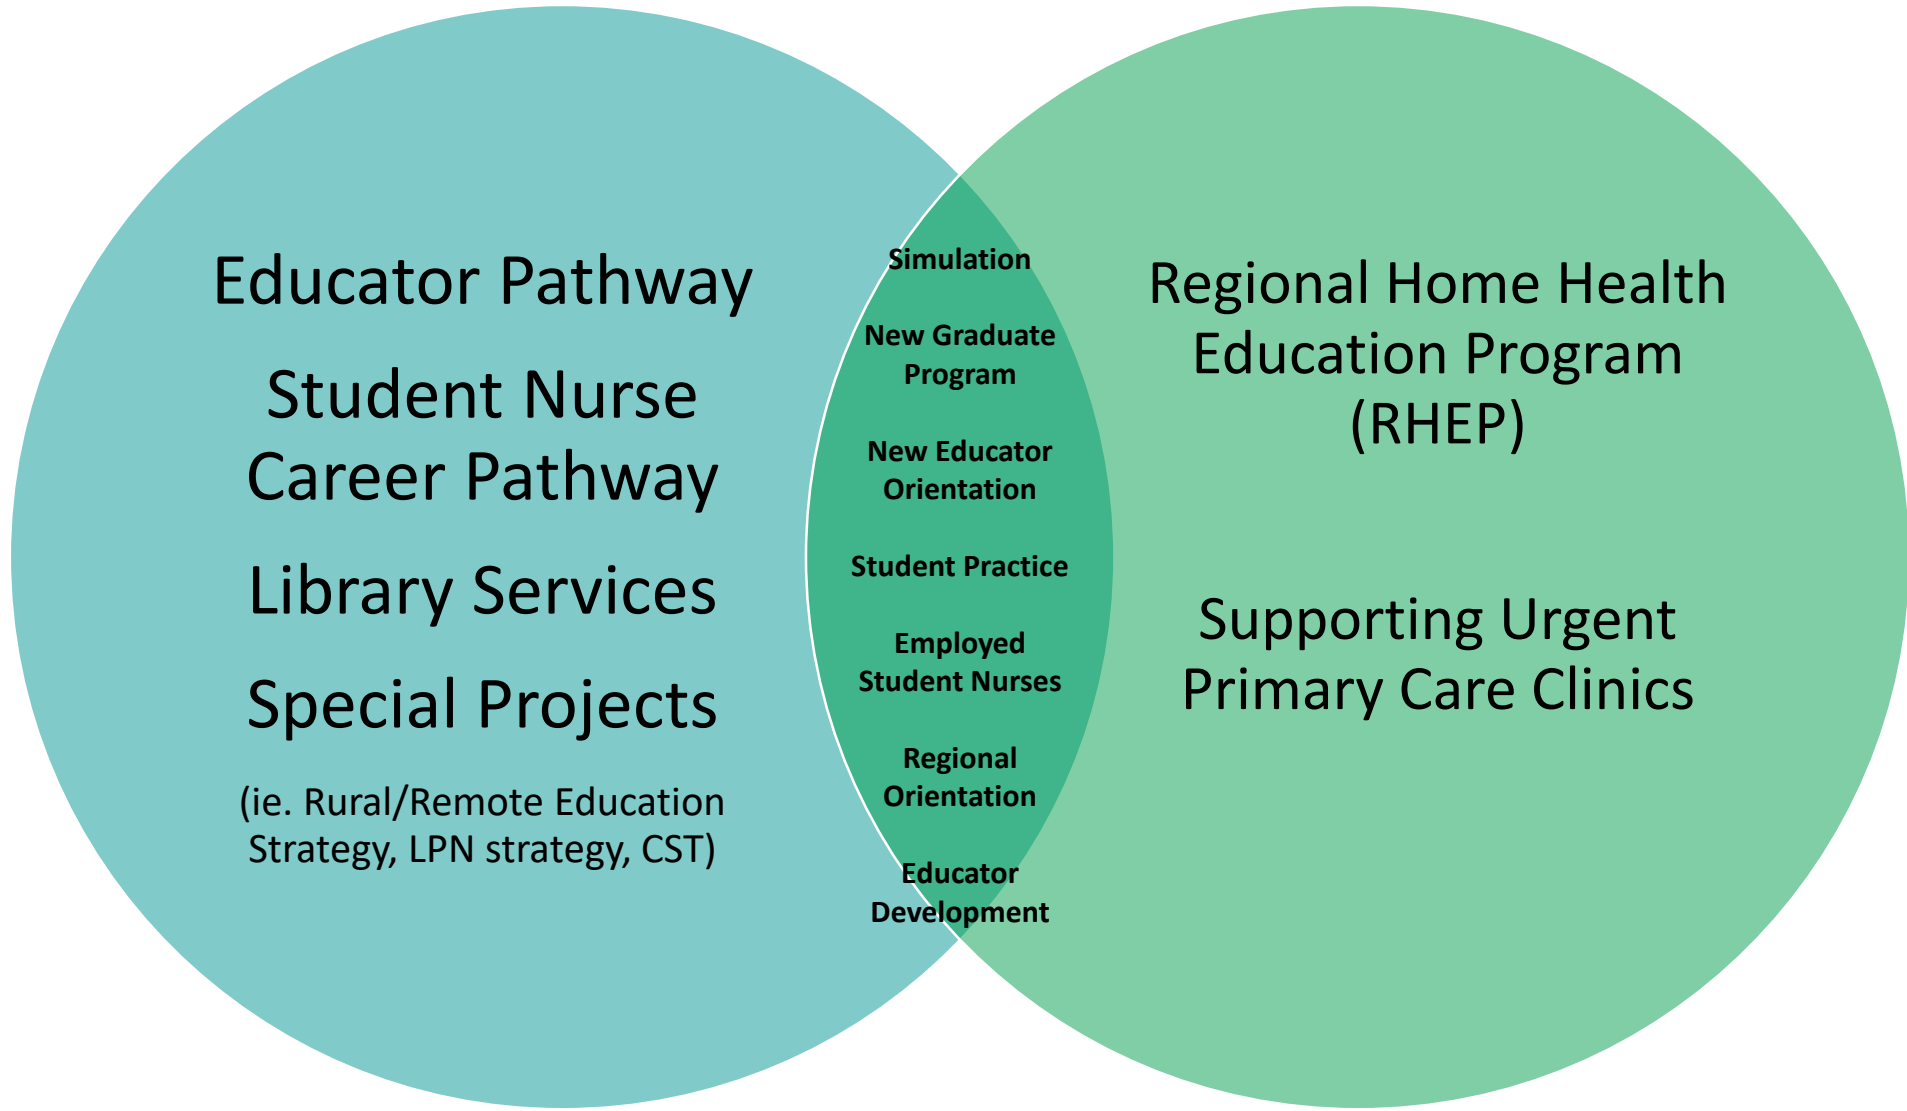 Educator Pathway
Student Nurse
Career Pathway
Library Services
Special Projects
(ie. Rural/Remote Education
Strategy, LPN strategy, CST)
Simulation
New Graduate
Program
New Educator
Orientation
Student Practice
Employed
Student Nurses
Regional
Orientation
Educator
Development
Regional Home Health
Education Program
(RHEP)
Supporting Urgent
Primary Care Clinics